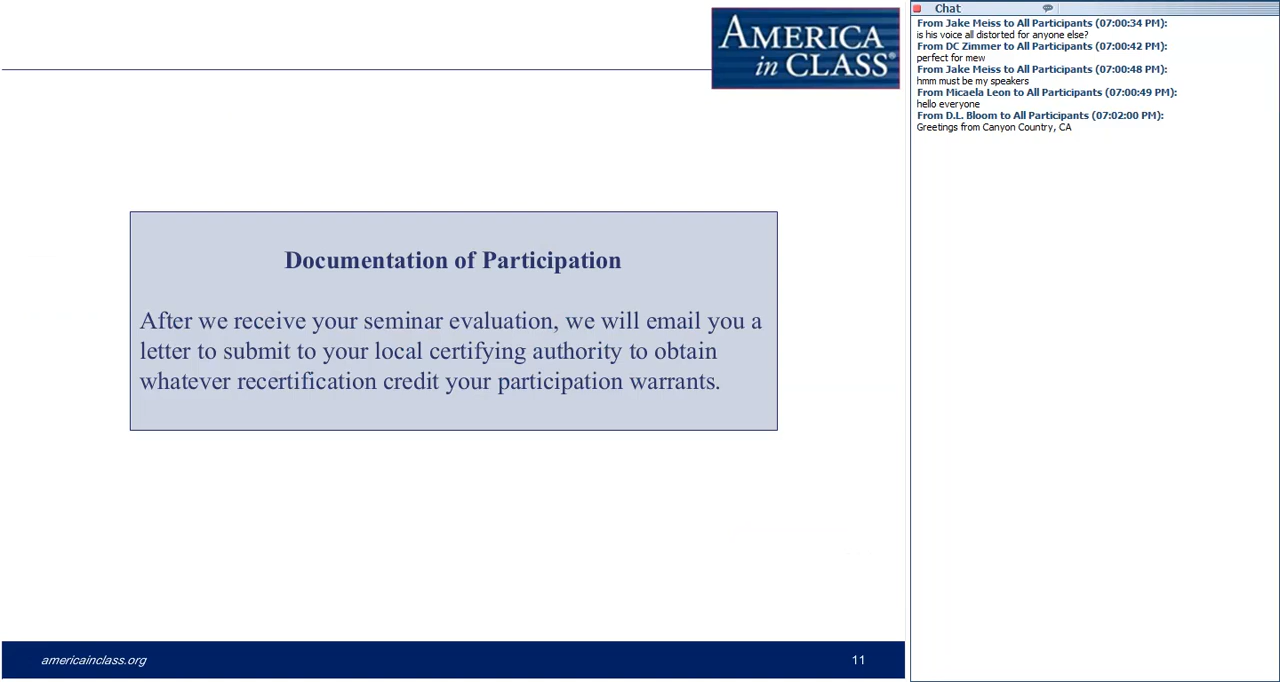 AMERICA
in CLASS®
Documentation of Participation
After we receive your seminar evaluation, we will email you a
letter to submit to your local certifying authority to obtain
whatever recertification credit your participation warrants.
americainclass.org
11
Chat
From Jake Meiss to All Participants (07:00:34 PM):
is his voice all distorted for anyone else?
From DC Zimmer to All Participants (07:00:42 PM):
perfect for mew
From Jake Meiss to All Participants (07:00:48 PM):
hmm must be my speakers
From Micaela Leon to All Participants (07:00:49 PM):
hello everyone
From D.L. Bloom to All Participants (07:02:00 PM):
Greetings from Canyon Country, CA